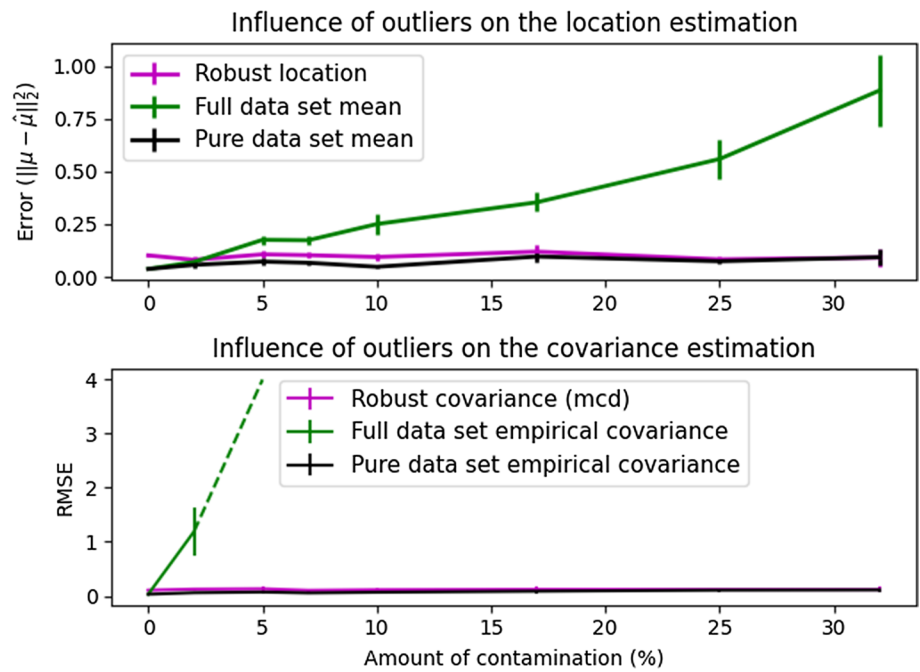 Influence of outliers on the location estimation
Error (||μ − μ̂||₂²)
1.00
0.75
0.50
0.25
0.00
Robust location
Full data set mean
Pure data set mean
0 5 10 15 20 25 30
Influence of outliers on the covariance estimation
RMSE
4
3
2
1
0
Robust covariance (mcd)
Full data set empirical covariance
Pure data set empirical covariance
0 5 10 15 20 25 30
Amount of contamination (%)